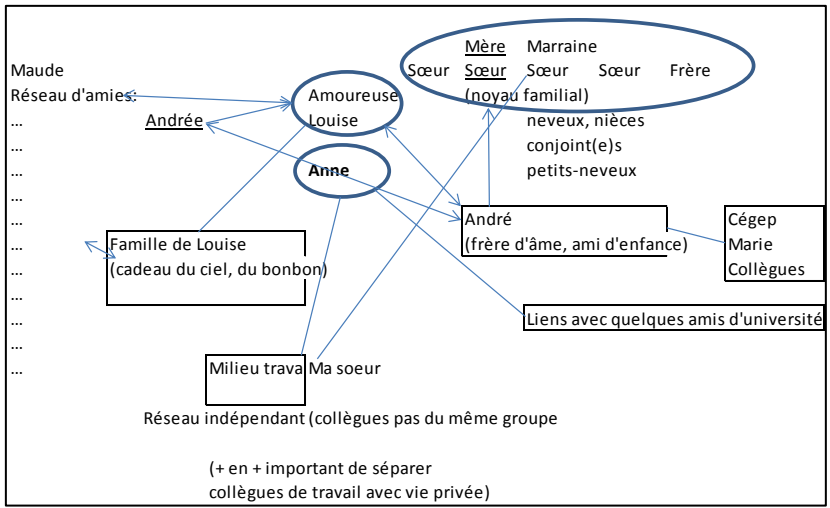 Mère Marraine
Maude Sœur Sœur Sœur Sœur Frère
Réseau d'amies: Amoureuse (noyau familial)
... Andrée Louise neveux, nièces
... conjoint(e)s
... Anne petits-neveux
...
... André Cégep
... Famille de Louise (frère d'âme, ami d'enfance) Marie
... (cadeau du ciel, du bonbon) Collègues
...
... Liens avec quelques amis d'université
...
... Milieu trava Ma soeur
Réseau indépendant (collègues pas du même groupe
(+ en + important de séparer
collègues de travail avec vie privée)